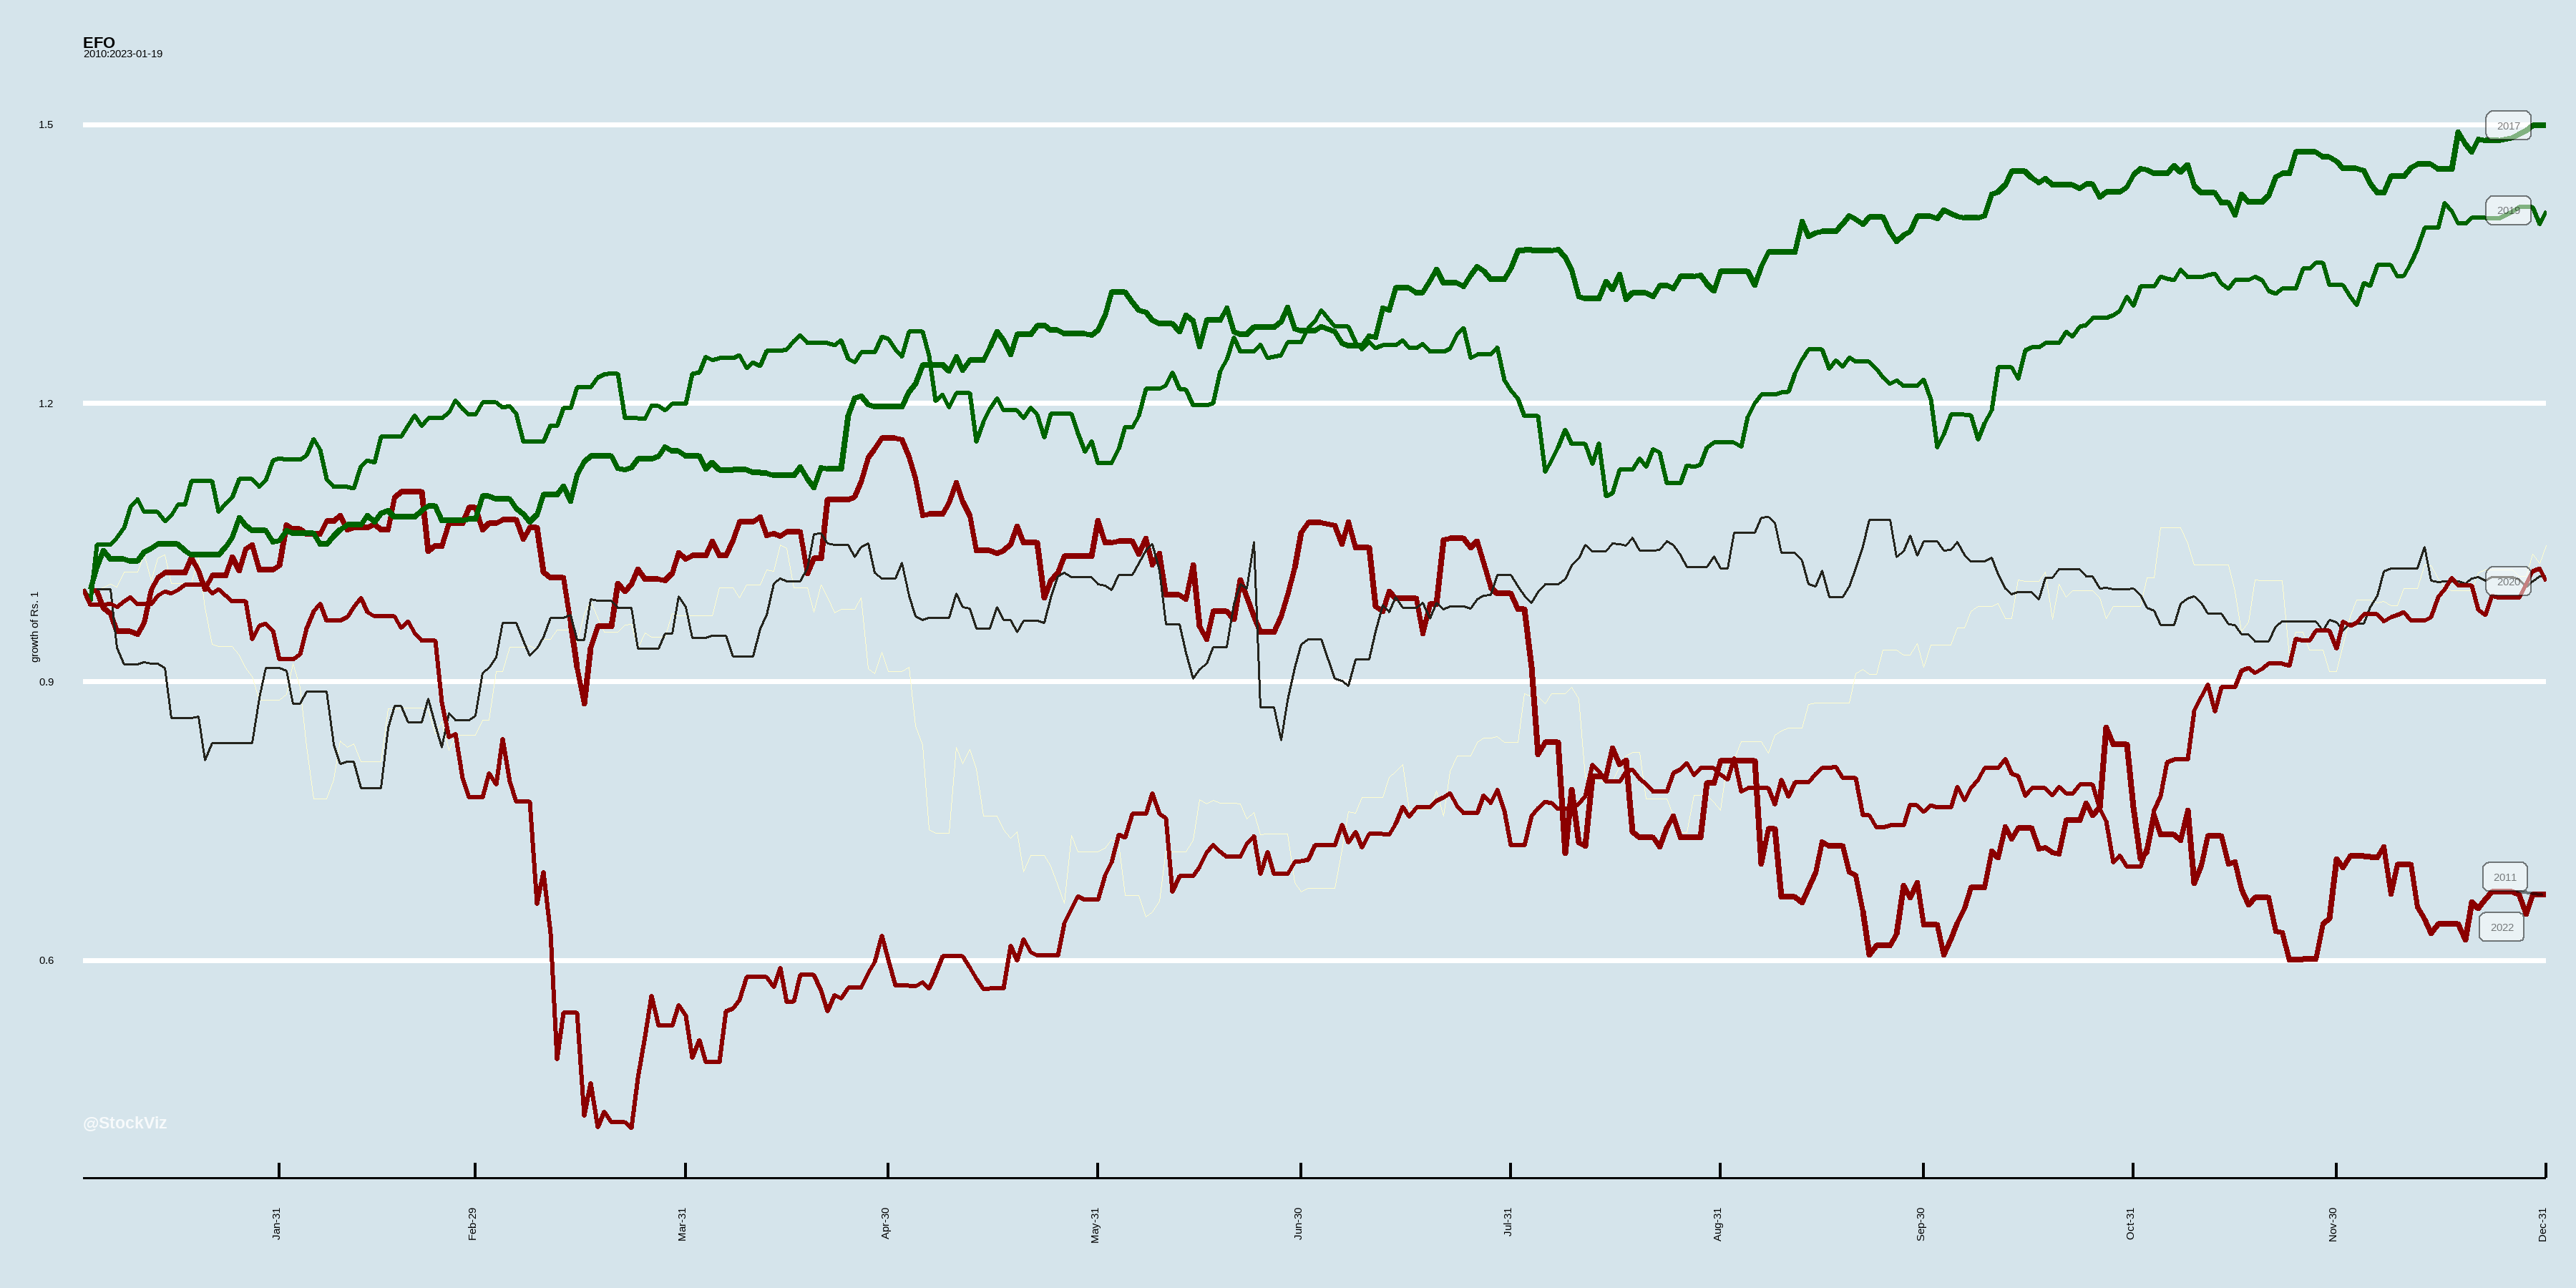 EFO
2010:2023-01-19
1.5
1.2
0.9
0.6
growth of Rs. 1
2017
2019
2020
2011
2022
@StockViz
Jan-31
Feb-29
Mar-31
Apr-30
May-31
Jun-30
Jul-31
Aug-31
Sep-30
Oct-31
Nov-30
Dec-31